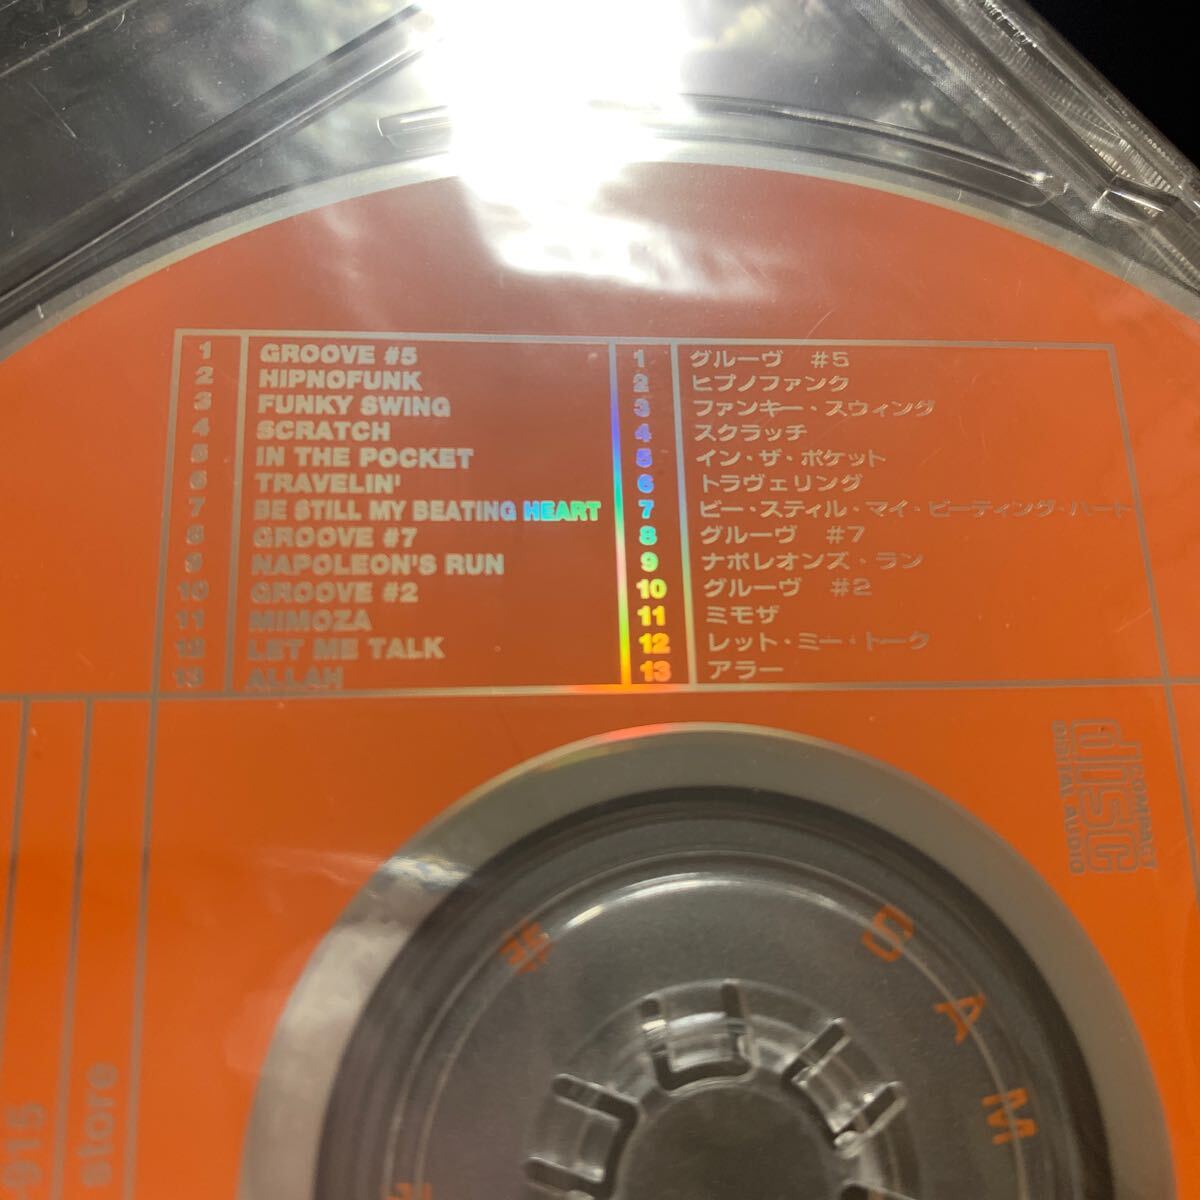 1 GROOVE #5
2 HIPNOFUNK
3 FUNKY SWING
4 SCRATCH
5 IN THE POCKET
6 TRAVELIN'
7 BE STILL MY BEATING HEART
8 GROOVE #7
9 NAPOLEON'S RUN
10 GROOVE #2
11 MIMOZA
12 LET ME TALK
13 ALLAH
1 グルーヴ #5
2 ヒプノファンク
3 ファンキー・スウィング
4 スクラッチ
5 イン・ザ・ポケット
6 トラヴェリング
7 ビー・スティル・マイ・ビーティング・ハート
8 グルーヴ #7
9 ナポレオンズ・ラン
10 グルーヴ #2
11 ミモザ
12 レット・ミー・トーク
13 アラー
COMPACT
disc
DIGITAL AUDIO
SAM
-915
store